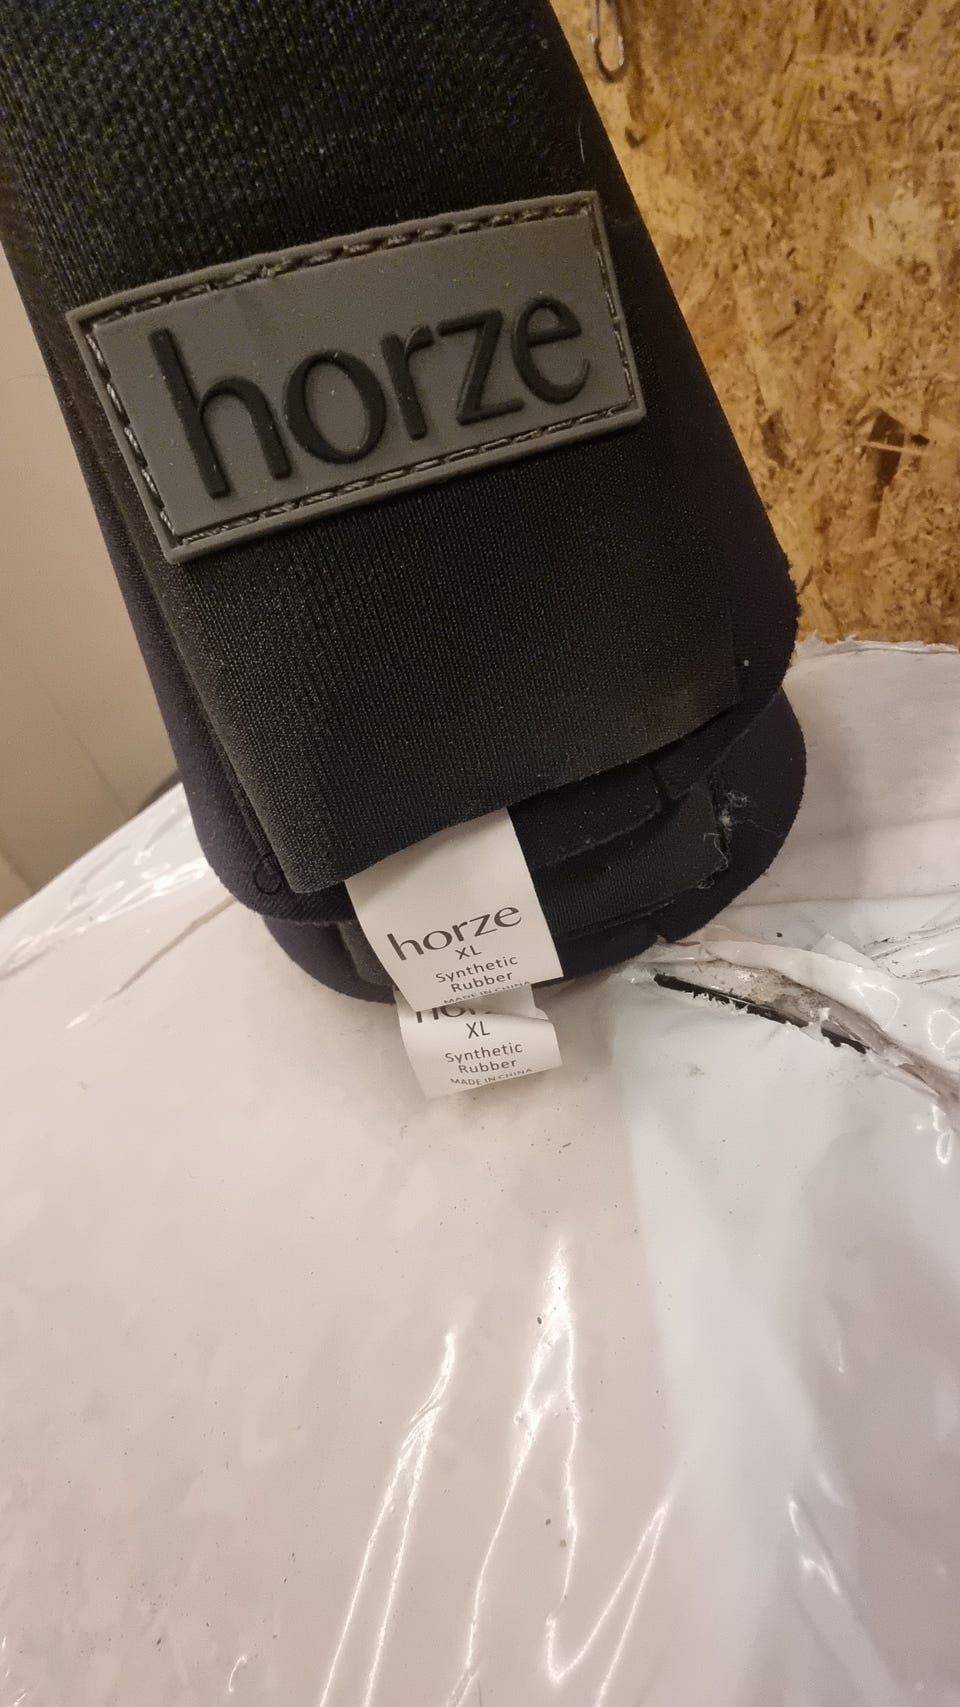 horze
horze
XL
Synthetic
Rubber
MADE IN CHINA
XL
Synthetic
Rubber
MADE IN CHINA